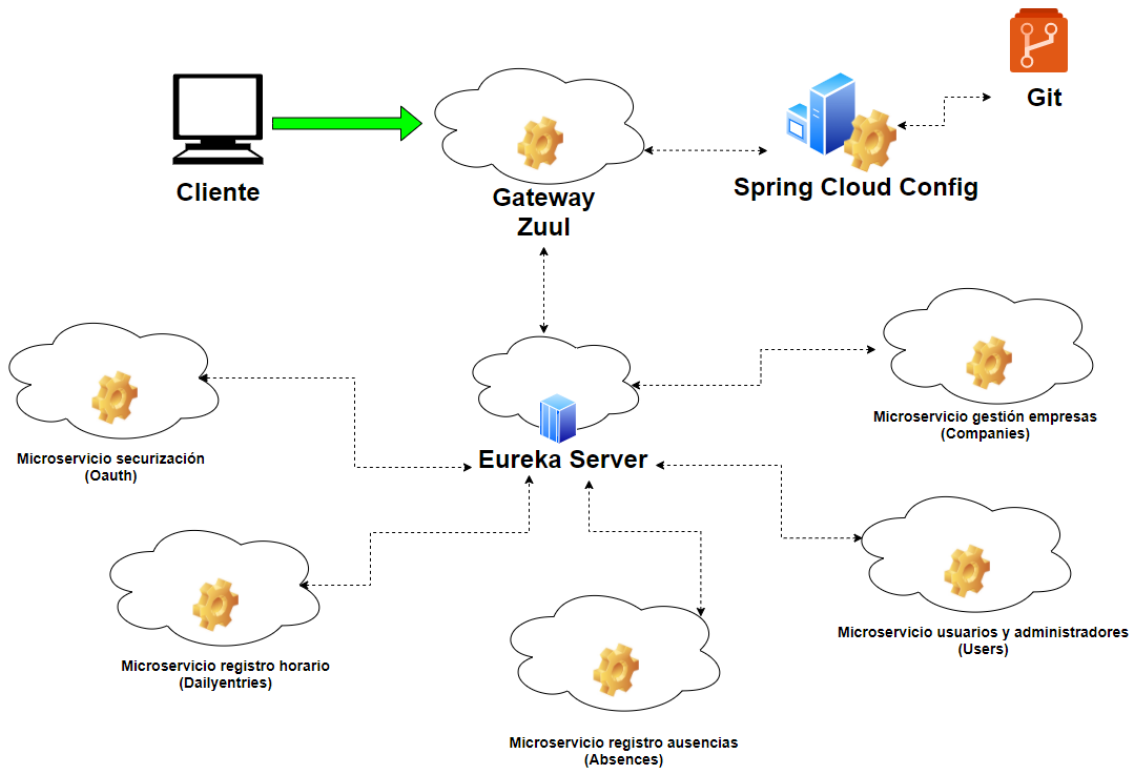 Git
Cliente
Spring Cloud Config
Gateway
Zuul
Microservicio gestión empresas
(Companies)
Microservicio securización
(Oauth)
Eureka Server
Microservicio usuarios y administradores
(Users)
Microservicio registro horario
(Dailyentries)
Microservicio registro ausencias
(Absences)